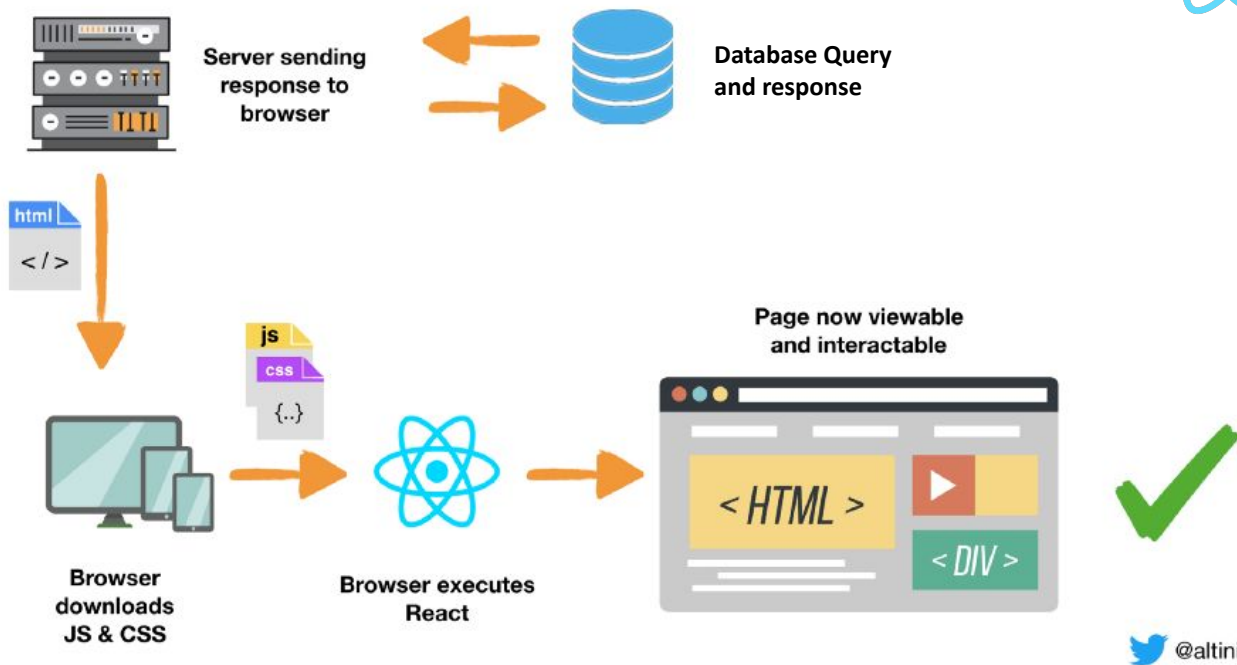 Server sending
response to
browser
Database Query
and response
html
< / >
js
css
{..}
Page now viewable
and interactable
< HTML >
< DIV >
Browser
downloads
JS & CSS
Browser executes
React